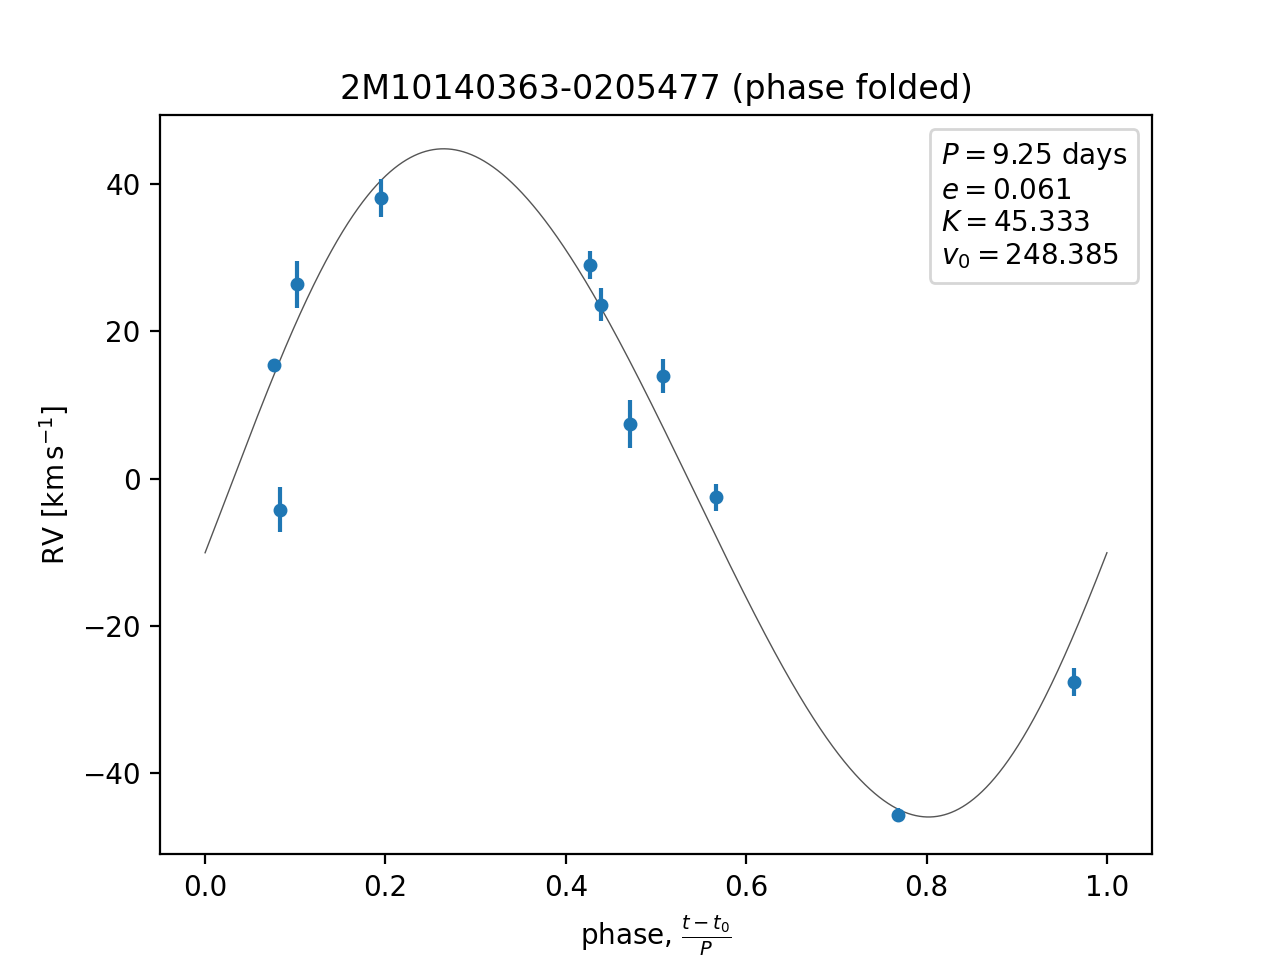 2M10140363-0205477 (phase folded)
P = 9.25 days
e = 0.061
K = 45.333
v₀ = 248.385
RV [km s⁻¹]
40
20
0
−20
−40
0.0 0.2 0.4 0.6 0.8 1.0
phase, (t − t₀)/P